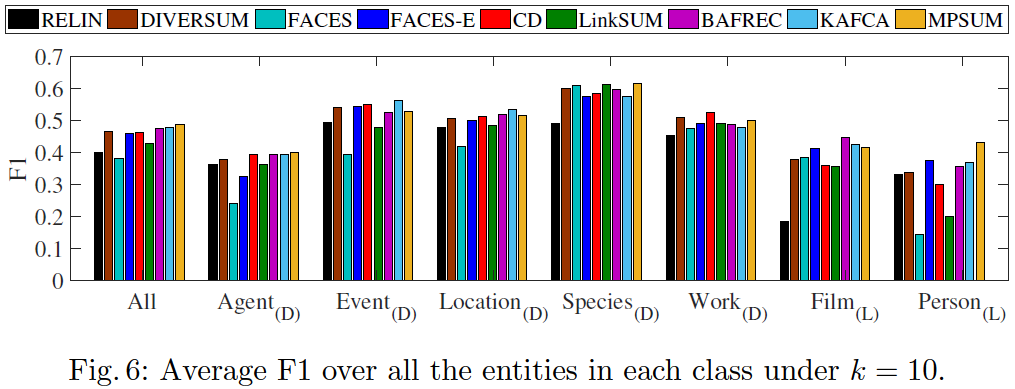 RELIN DIVERSUM FACES FACES-E CD LinkSUM BAFREC KAFCA MPSUM
0.7
0.6
0.5
0.4
0.3
0.2
0.1
0
F1
All Agent(D) Event(D) Location(D) Species(D) Work(D) Film(L) Person(L)
Fig. 6: Average F1 over all the entities in each class under k = 10.